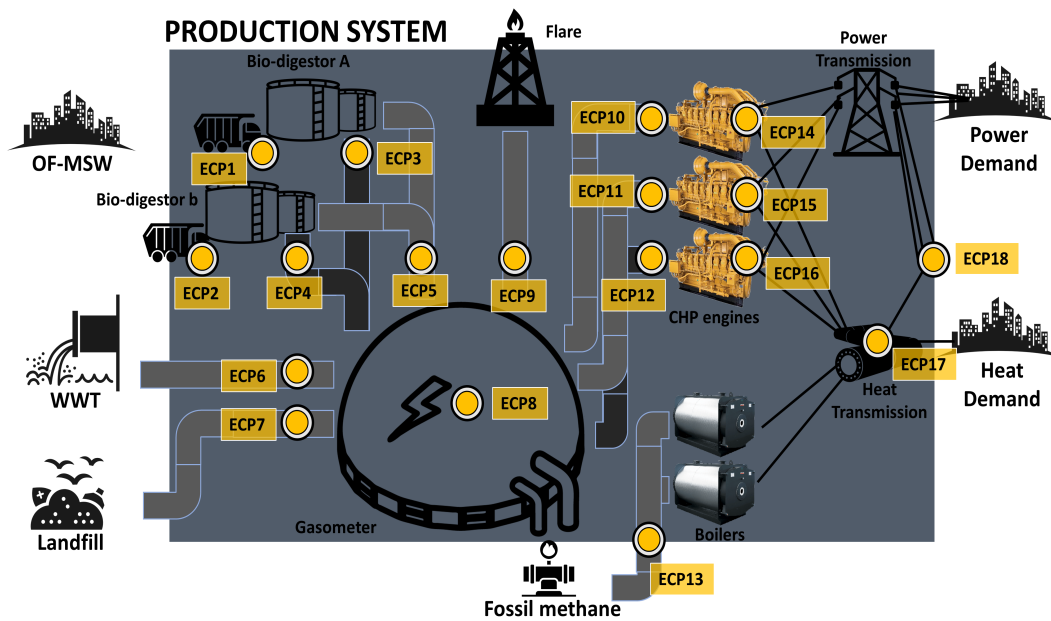 PRODUCTION SYSTEM
Flare
Power
Transmission
Bio-digestor A
OF-MSW
ECP1
ECP3
ECP10
ECP14
Power
Demand
Bio-digestor b
ECP11
ECP15
ECP2
ECP4
ECP5
ECP9
ECP12
ECP16
ECP18
CHP engines
WWT
ECP6
ECP8
ECP17
Heat
Transmission
Heat
Demand
ECP7
Landfill
Gasometer
Boilers
ECP13
Fossil methane